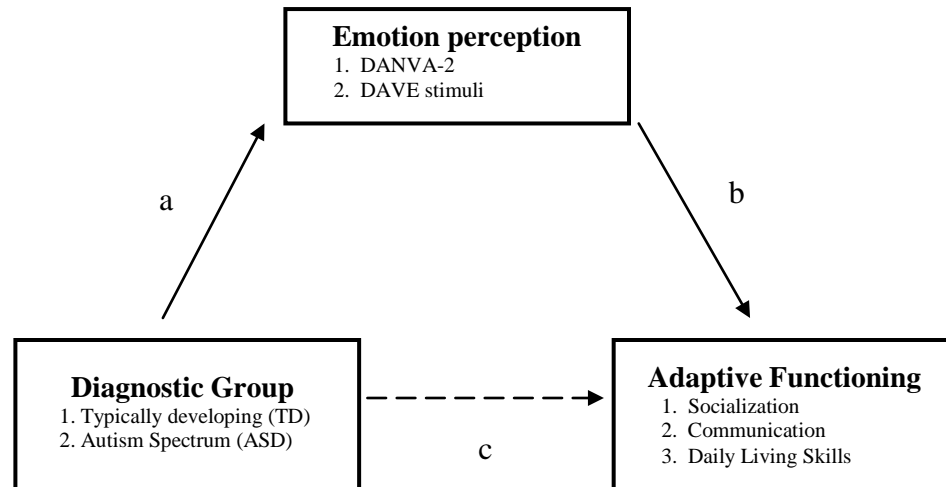 Emotion perception
1. DANVA-2
2. DAVE stimuli
a
b
Diagnostic Group
1. Typically developing (TD)
2. Autism Spectrum (ASD)
c
Adaptive Functioning
1. Socialization
2. Communication
3. Daily Living Skills